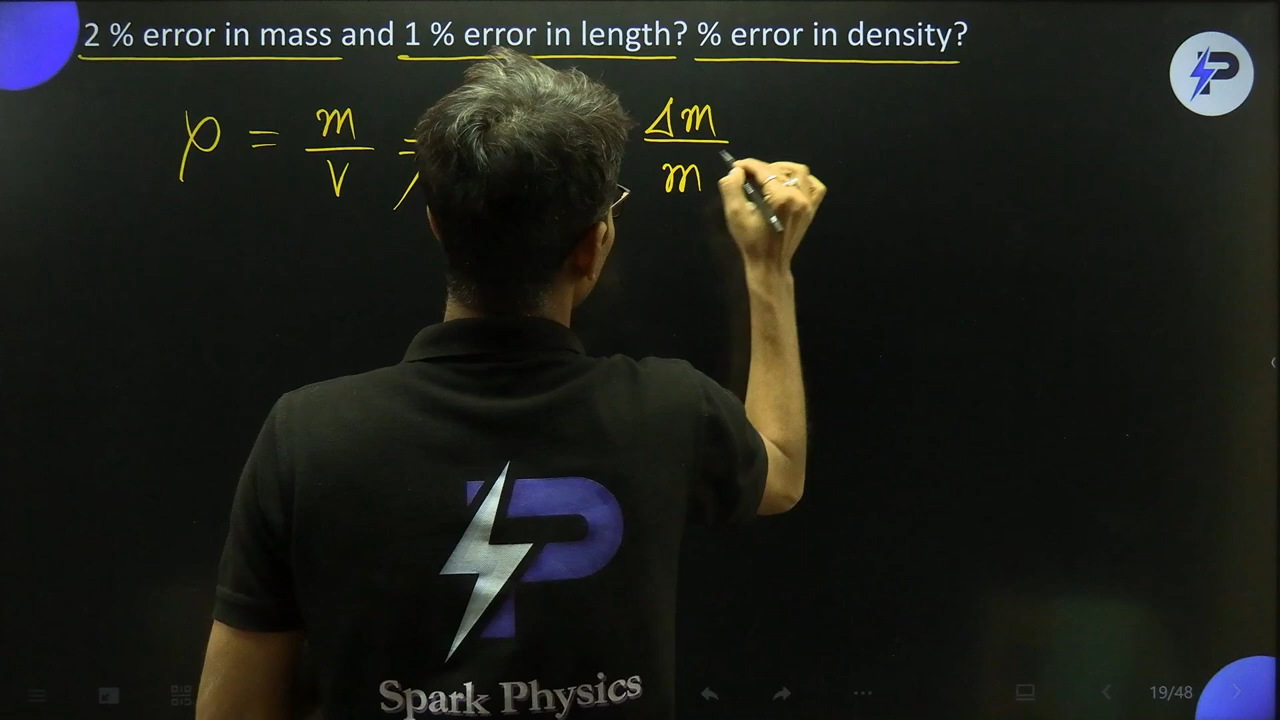 2 % error in mass and 1 % error in length? % error in density?
ρ = m/V = Δm/m
P
Spark Physics
19/48